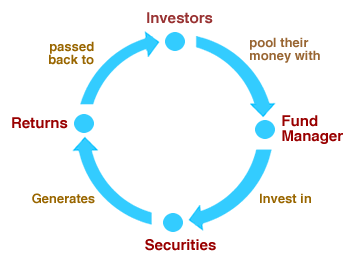 Investors
pool their
money with
Fund
Manager
Invest in
Securities
Generates
Returns
passed
back to